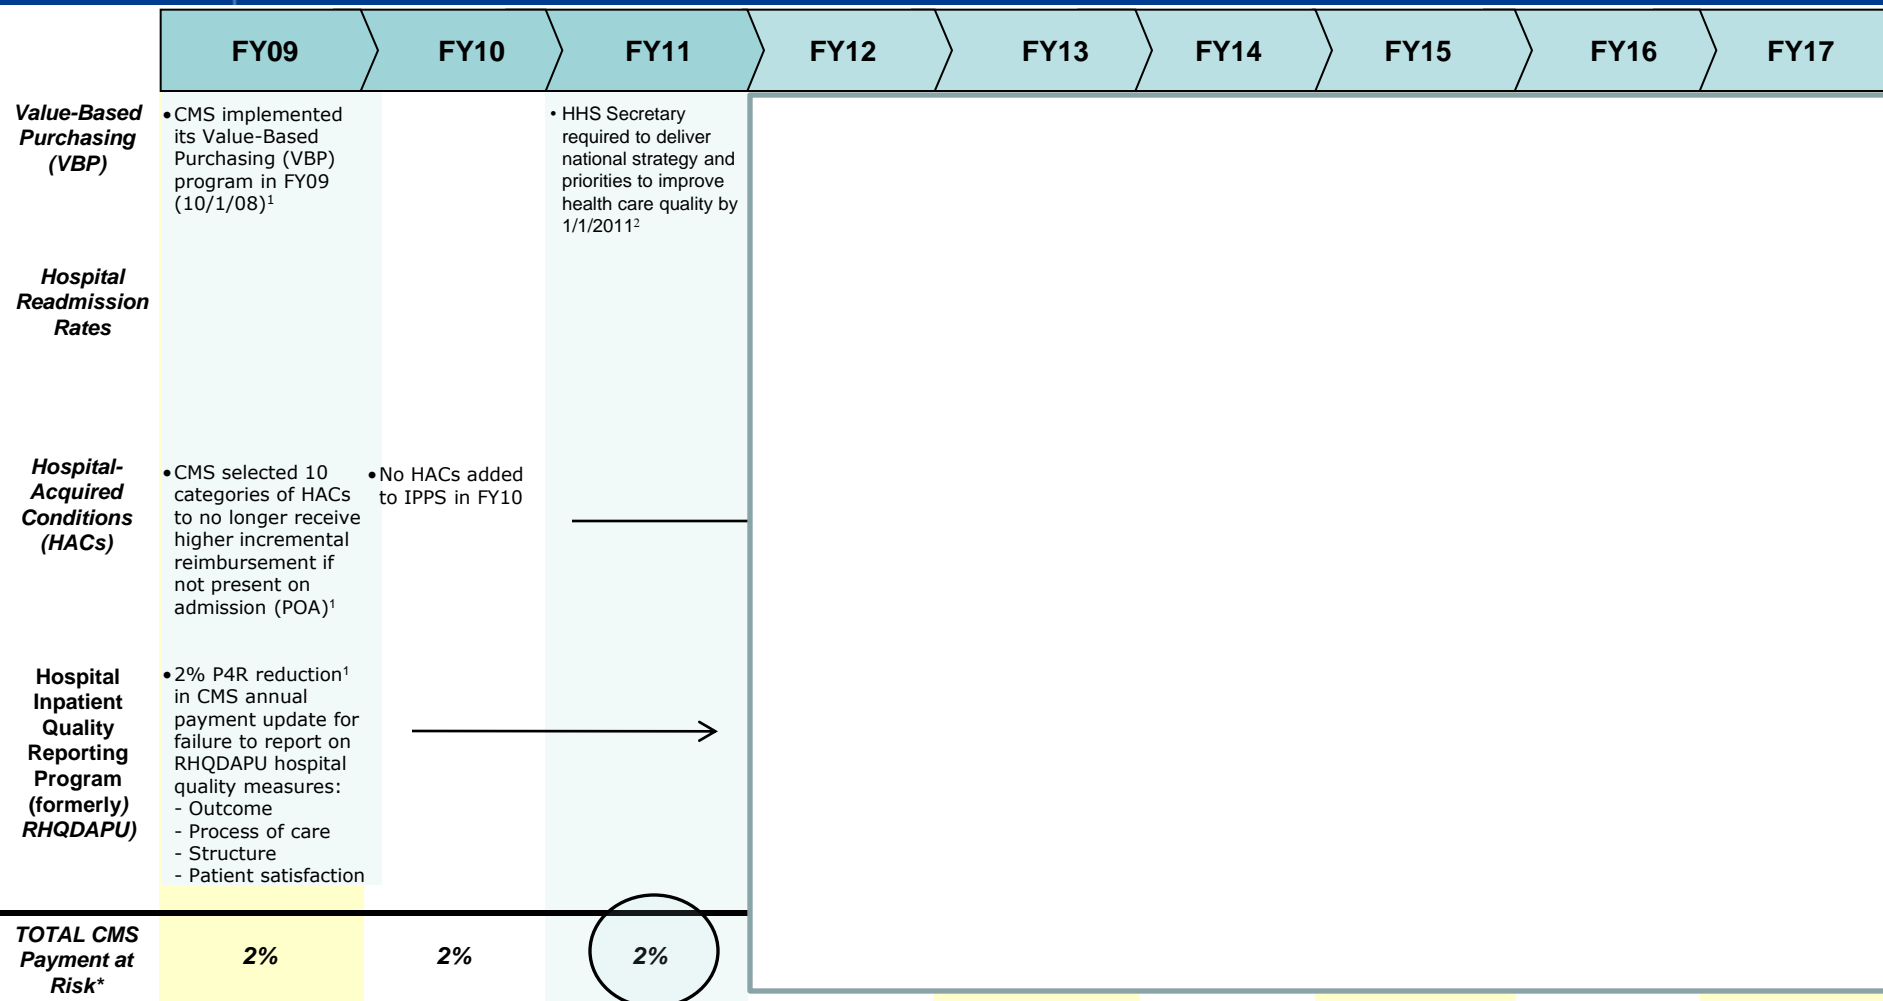 FY09 FY10 FY11 FY12 FY13 FY14 FY15 FY16 FY17
Value-Based
Purchasing
(VBP)
•CMS implemented
its Value-Based
Purchasing (VBP)
program in FY09
(10/1/08)¹
• HHS Secretary
required to deliver
national strategy and
priorities to improve
health care quality by
1/1/2011²
Hospital
Readmission
Rates
Hospital-
Acquired
Conditions
(HACs)
•CMS selected 10
categories of HACs
to no longer receive
higher incremental
reimbursement if
not present on
admission (POA)¹
•No HACs added
to IPPS in FY10
Hospital
Inpatient
Quality
Reporting
Program
(formerly)
RHQDAPU)
•2% P4R reduction¹
in CMS annual
payment update for
failure to report on
RHQDAPU hospital
quality measures:
- Outcome
- Process of care
- Structure
- Patient satisfaction
TOTAL CMS
Payment at
Risk*
2% 2% 2%